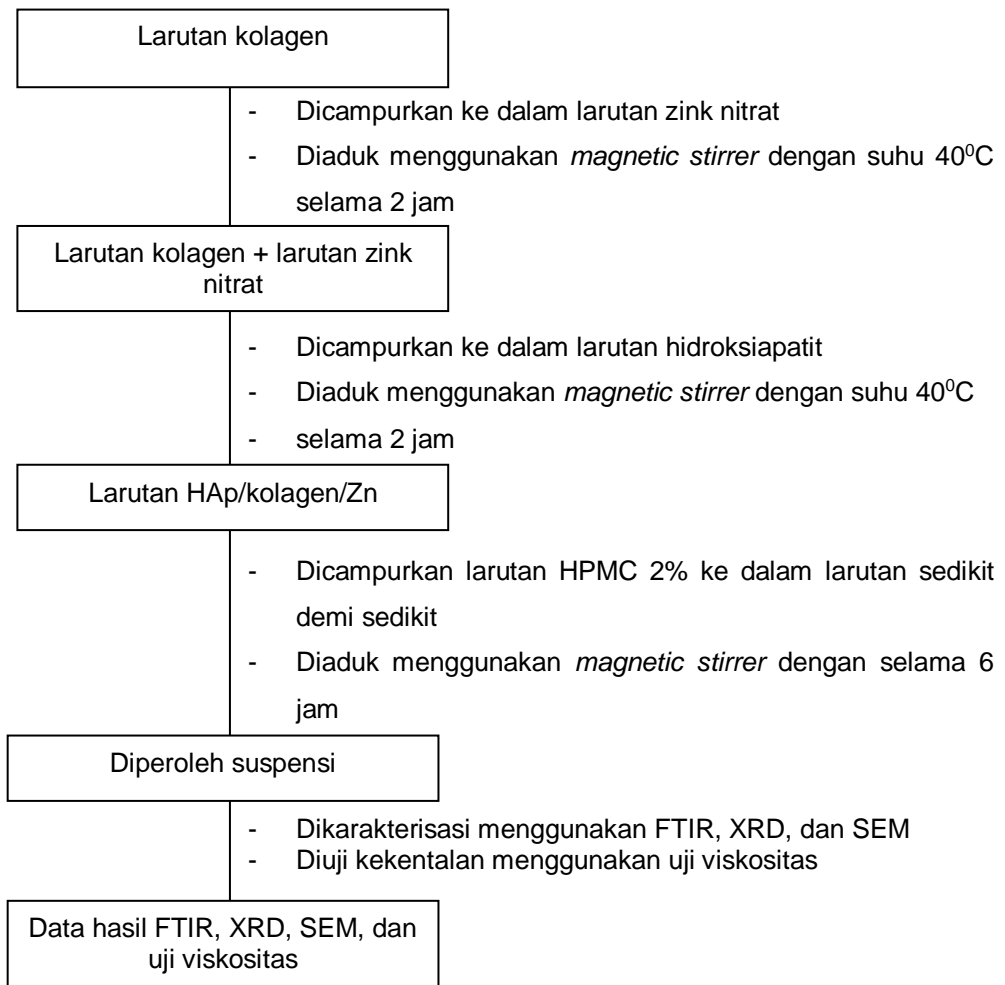 Larutan kolagen
- Dicampurkan ke dalam larutan zink nitrat
- Diaduk menggunakan magnetic stirrer dengan suhu 40⁰C
selama 2 jam
Larutan kolagen + larutan zink
nitrat
- Dicampurkan ke dalam larutan hidroksiapatit
- Diaduk menggunakan magnetic stirrer dengan suhu 40⁰C
- selama 2 jam
Larutan HAp/kolagen/Zn
- Dicampurkan larutan HPMC 2% ke dalam larutan sedikit
demi sedikit
- Diaduk menggunakan magnetic stirrer dengan selama 6
jam
Diperoleh suspensi
- Dikarakterisasi menggunakan FTIR, XRD, dan SEM
- Diuji kekentalan menggunakan uji viskositas
Data hasil FTIR, XRD, SEM, dan
uji viskositas